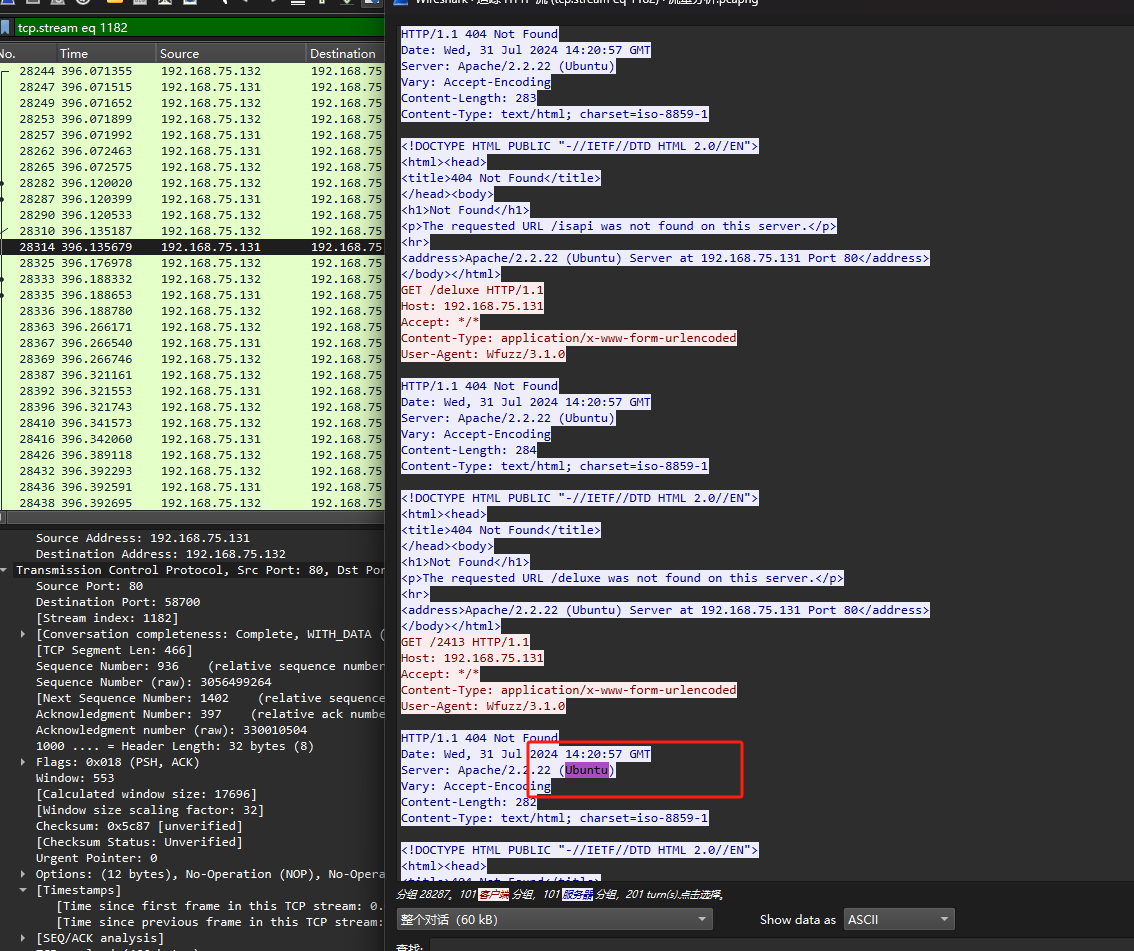 tcp.stream eq 1182
No. Time Source Destination
28244 396.071355 192.168.75.132 192.168.75
28247 396.071515 192.168.75.131 192.168.75
28249 396.071652 192.168.75.132 192.168.75
28253 396.071899 192.168.75.132 192.168.75
28257 396.071992 192.168.75.131 192.168.75
28262 396.072463 192.168.75.131 192.168.75
28265 396.072575 192.168.75.132 192.168.75
28282 396.120020 192.168.75.132 192.168.75
28287 396.120399 192.168.75.131 192.168.75
28290 396.120533 192.168.75.132 192.168.75
28310 396.135187 192.168.75.132 192.168.75
28314 396.135679 192.168.75.131 192.168.75
28325 396.176978 192.168.75.132 192.168.75
28333 396.188332 192.168.75.132 192.168.75
28335 396.188653 192.168.75.131 192.168.75
28336 396.188780 192.168.75.132 192.168.75
28363 396.266171 192.168.75.132 192.168.75
28367 396.266540 192.168.75.131 192.168.75
28369 396.266746 192.168.75.132 192.168.75
28387 396.321161 192.168.75.132 192.168.75
28392 396.321553 192.168.75.131 192.168.75
28396 396.321743 192.168.75.132 192.168.75
28410 396.341573 192.168.75.132 192.168.75
28416 396.342060 192.168.75.131 192.168.75
28426 396.389118 192.168.75.132 192.168.75
28432 396.392293 192.168.75.132 192.168.75
28436 396.392591 192.168.75.131 192.168.75
28438 396.392695 192.168.75.132 192.168.75
Source Address: 192.168.75.131
Destination Address: 192.168.75.132
Transmission Control Protocol, Src Port: 80, Dst Por
Source Port: 80
Destination Port: 58700
[Stream index: 1182]
[Conversation completeness: Complete, WITH_DATA (
[TCP Segment Len: 466]
Sequence Number: 936 (relative sequence number
Sequence Number (raw): 3056499264
[Next Sequence Number: 1402 (relative sequence
Acknowledgment Number: 397 (relative ack numbe
Acknowledgment number (raw): 330010504
1000 .... = Header Length: 32 bytes (8)
Flags: 0x018 (PSH, ACK)
Window: 553
[Calculated window size: 17696]
[Window size scaling factor: 32]
Checksum: 0x5c87 [unverified]
[Checksum Status: Unverified]
Urgent Pointer: 0
Options: (12 bytes), No-Operation (NOP), No-Opera
[Timestamps]
[Time since first frame in this TCP stream: 0.
[Time since previous frame in this TCP stream:
[SEQ/ACK analysis]
HTTP/1.1 404 Not Found
Date: Wed, 31 Jul 2024 14:20:57 GMT
Server: Apache/2.2.22 (Ubuntu)
Vary: Accept-Encoding
Content-Length: 283
Content-Type: text/html; charset=iso-8859-1
<!DOCTYPE HTML PUBLIC "-//IETF//DTD HTML 2.0//EN">
<html><head>
<title>404 Not Found</title>
</head><body>
<h1>Not Found</h1>
<p>The requested URL /isapi was not found on this server.</p>
<hr>
<address>Apache/2.2.22 (Ubuntu) Server at 192.168.75.131 Port 80</address>
</body></html>
GET /deluxe HTTP/1.1
Host: 192.168.75.131
Accept: */*
Content-Type: application/x-www-form-urlencoded
User-Agent: Wfuzz/3.1.0
HTTP/1.1 404 Not Found
Date: Wed, 31 Jul 2024 14:20:57 GMT
Server: Apache/2.2.22 (Ubuntu)
Vary: Accept-Encoding
Content-Length: 284
Content-Type: text/html; charset=iso-8859-1
<!DOCTYPE HTML PUBLIC "-//IETF//DTD HTML 2.0//EN">
<html><head>
<title>404 Not Found</title>
</head><body>
<h1>Not Found</h1>
<p>The requested URL /deluxe was not found on this server.</p>
<hr>
<address>Apache/2.2.22 (Ubuntu) Server at 192.168.75.131 Port 80</address>
</body></html>
GET /2413 HTTP/1.1
Host: 192.168.75.131
Accept: */*
Content-Type: application/x-www-form-urlencoded
User-Agent: Wfuzz/3.1.0
HTTP/1.1 404 Not Found
Date: Wed, 31 Jul 2024 14:20:57 GMT
Server: Apache/2.2.22 (Ubuntu)
Vary: Accept-Encoding
Content-Length: 282
Content-Type: text/html; charset=iso-8859-1
<!DOCTYPE HTML PUBLIC "-//IETF//DTD HTML 2.0//EN">
<html><head>
<title>404 Not Found</title>
分组 28287。101 客户端 分组，101 服务器 分组，201 turn(s).点击选择。
整个对话 (60 kB) Show data as ASCII
查找: